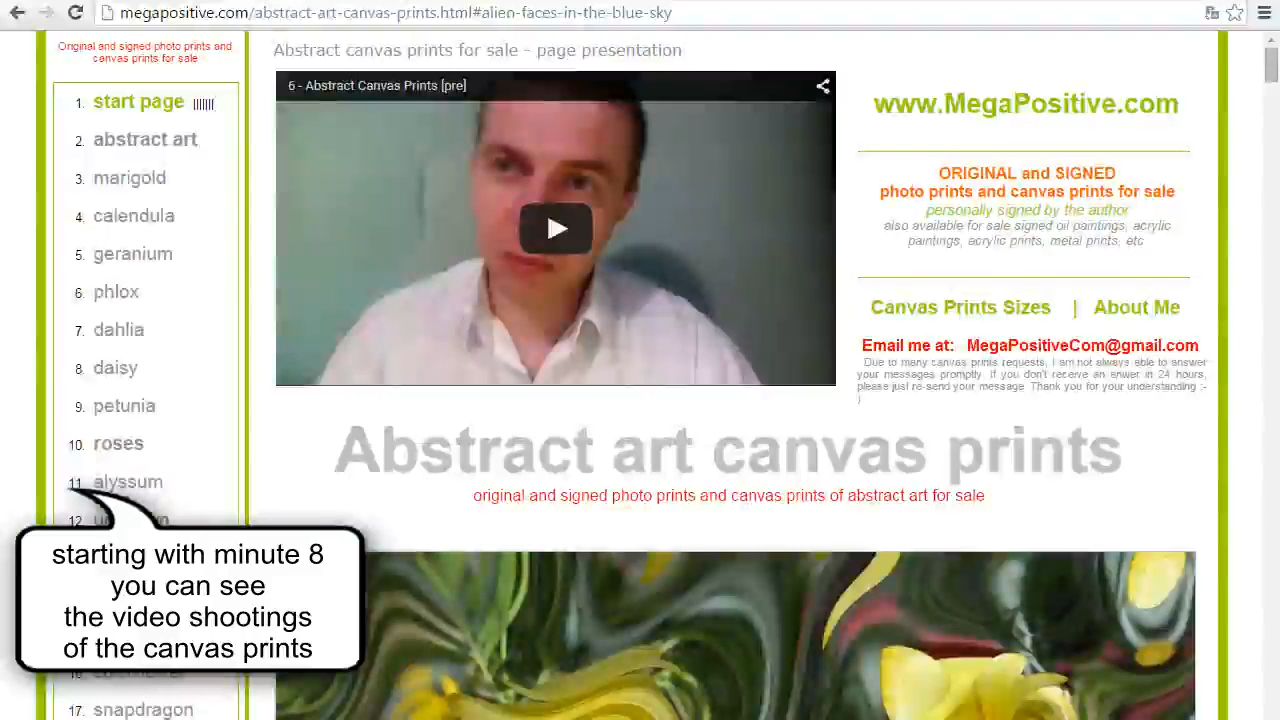 megapositive.com/abstract-art-canvas-prints.html#alien-faces-in-the-blue-sky
Original and signed photo prints and
canvas prints for sale
1. start page
2. abstract art
3. marigold
4. calendula
5. geranium
6. phlox
7. dahlia
8. daisy
9. petunia
10. roses
11. alyssum
12.
17. snapdragon
starting with minute 8
you can see
the video shootings
of the canvas prints
Abstract canvas prints for sale - page presentation
6 - Abstract Canvas Prints [pre]
www.MegaPositive.com
ORIGINAL and SIGNED
photo prints and canvas prints for sale
personally signed by the author
also available for sale signed oil paintings, acrylic
paintings, acrylic prints, metal prints, etc
Canvas Prints Sizes | About Me
Email me at: MegaPositiveCom@gmail.com
Due to many canvas prints requests, I am not always able to answer
your messages promptly. If you don't receive an anwer in 24 hours,
please just re-send your message. Thank you for your understanding :-
)
Abstract art canvas prints
original and signed photo prints and canvas prints of abstract art for sale